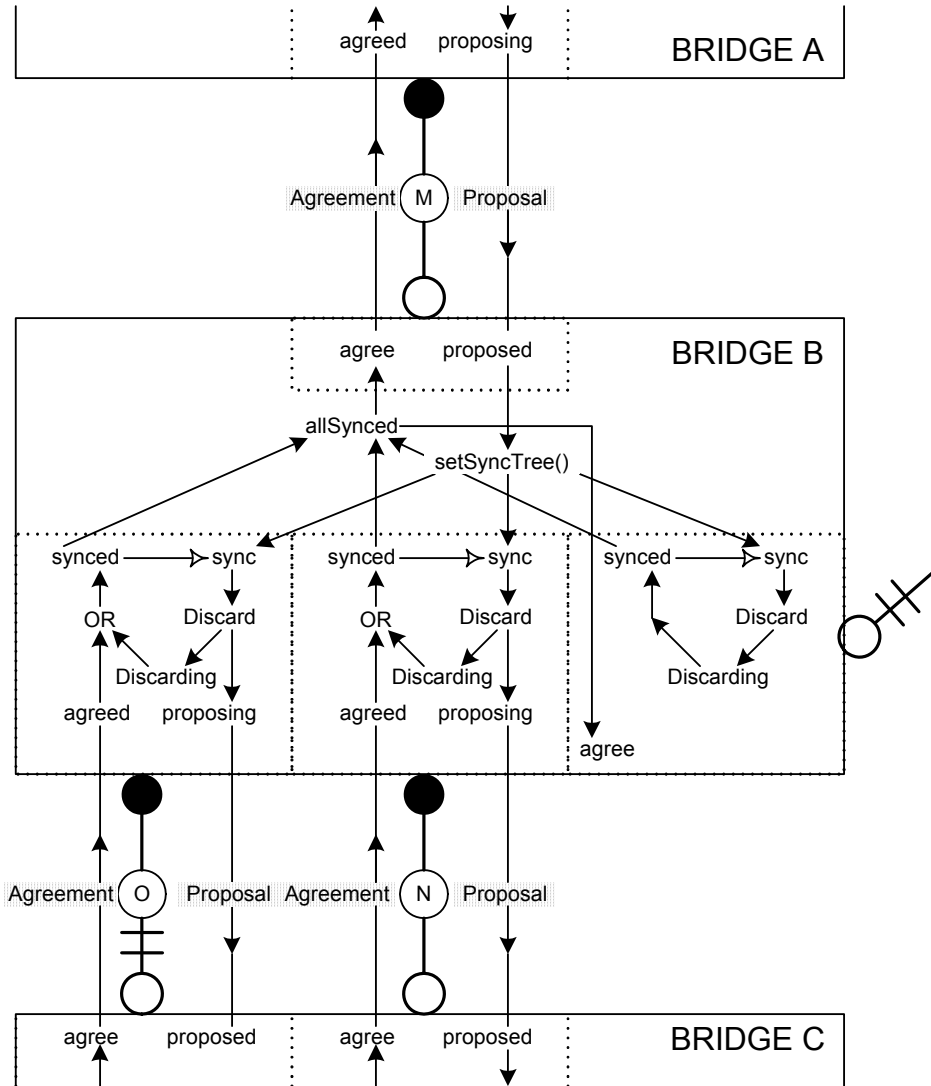 agreed proposing BRIDGE A
Agreement M Proposal
agree proposed BRIDGE B
allSynced
setSyncTree()
synced sync synced sync synced sync
OR Discard OR Discard Discard
Discarding Discarding Discarding
agreed proposing agreed proposing
agree
Agreement O Proposal Agreement N Proposal
agree proposed agree proposed BRIDGE C